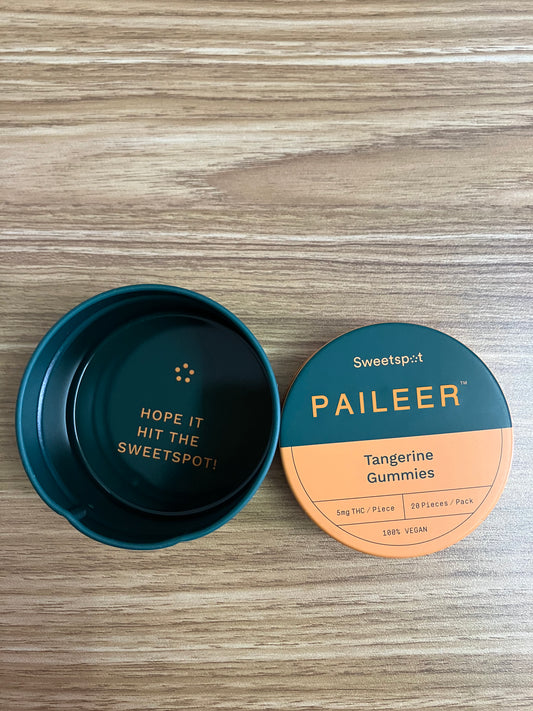 HOPE IT
HIT THE
SWEETSPOT!
Sweetspot
PAILEER™
Tangerine
Gummies
5mg THC/Piece
20 Pieces/Pack
100% VEGAN